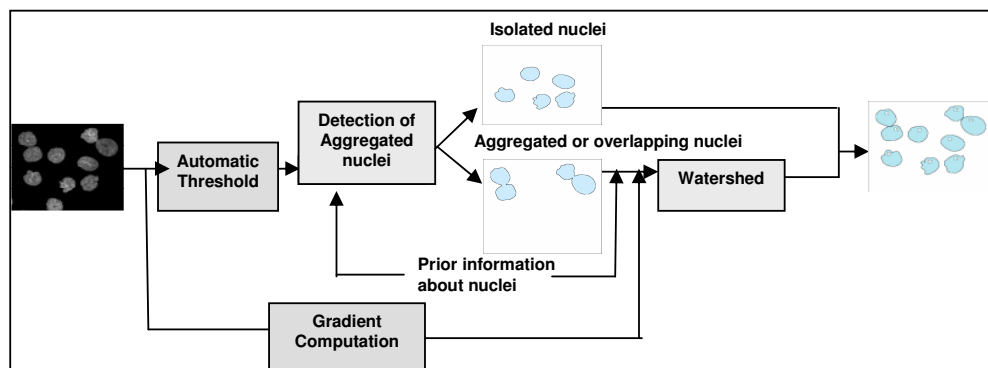 Isolated nuclei
Detection of
Aggregated
nuclei
Aggregated or overlapping nuclei
Automatic
Threshold
Watershed
Prior information
about nuclei
Gradient
Computation